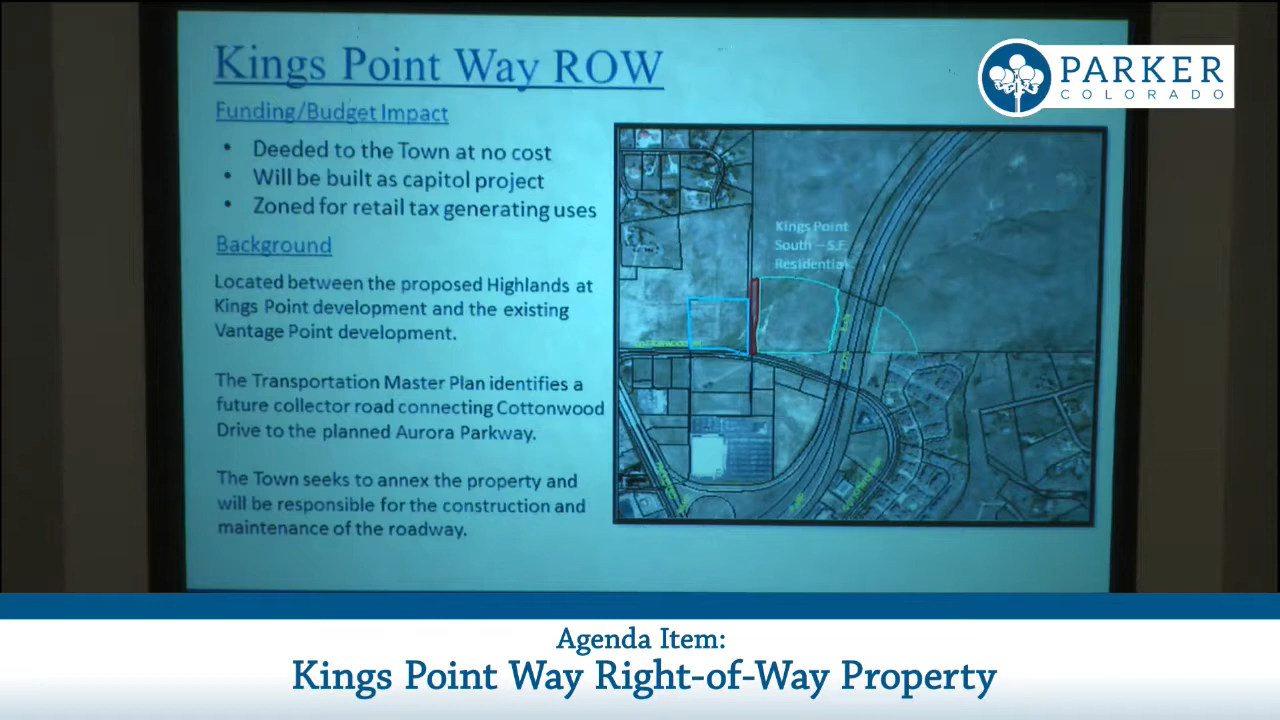 Kings Point Way ROW
Funding/Budget Impact
• Deeded to the Town at no cost
• Will be built as capitol project
• Zoned for retail tax generating uses
Background
Located between the proposed Highlands at
Kings Point development and the existing
Vantage Point development.
The Transportation Master Plan identifies a
future collector road connecting Cottonwood
Drive to the planned Aurora Parkway.
The Town seeks to annex the property and
will be responsible for the construction and
maintenance of the roadway.
Kings Point
South – S.F.
Residential
PARKER
COLORADO
Agenda Item:
Kings Point Way Right-of-Way Property